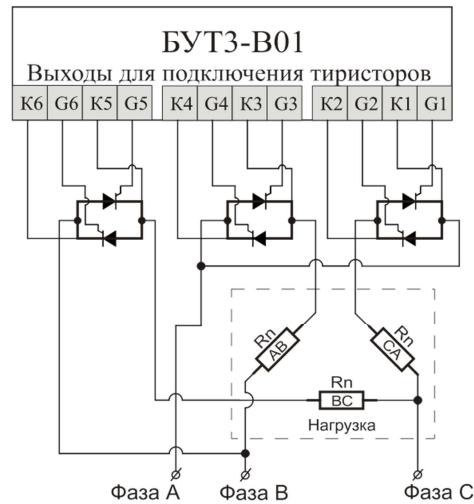 БУТ3-В01
Выходы для подключения тиристоров
K6 G6 K5 G5 K4 G4 K3 G3 K2 G2 K1 G1
Rn
AB
Rn
CA
Rn
BC
Нагрузка
Фаза А Фаза В Фаза С